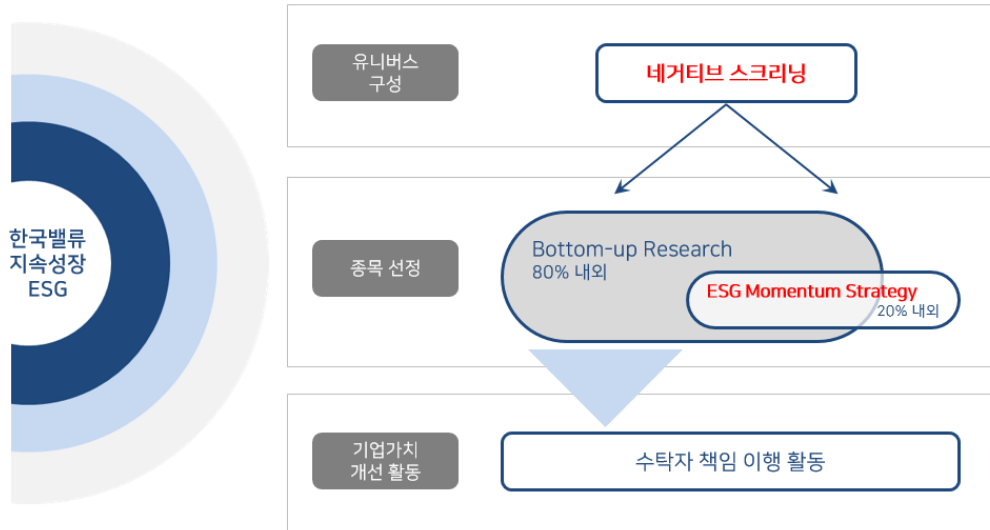 한국밸류
지속성장
ESG
유니버스
구성
네거티브 스크리닝
종목 선정
Bottom-up Research
80% 내외
ESG Momentum Strategy
20% 내외
기업가치
개선 활동
수탁자 책임 이행 활동